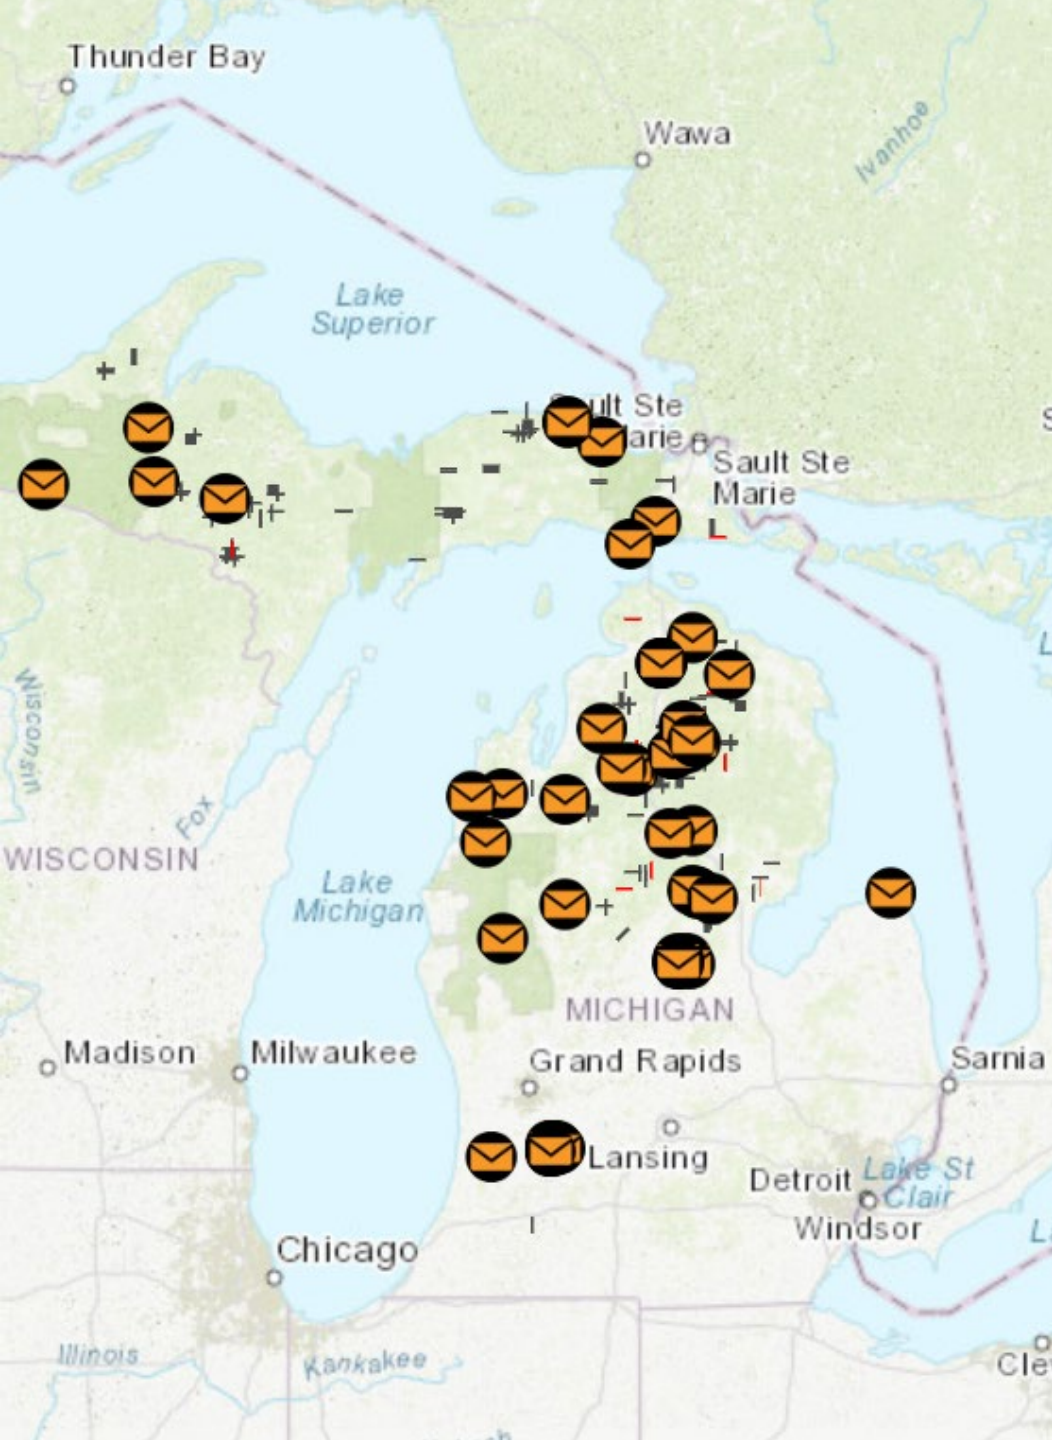 Thunder Bay
Wawa
Ivanhoe
Lake
Superior
Sault Ste
Marie
Sault Ste
Marie
Wisconsin
Fox
WISCONSIN
Lake
Michigan
MICHIGAN
Madison
Milwaukee
Grand Rapids
Sarnia
Lansing
Detroit
Lake St
Clair
Windsor
Chicago
Illinois
Kankakee
Cle